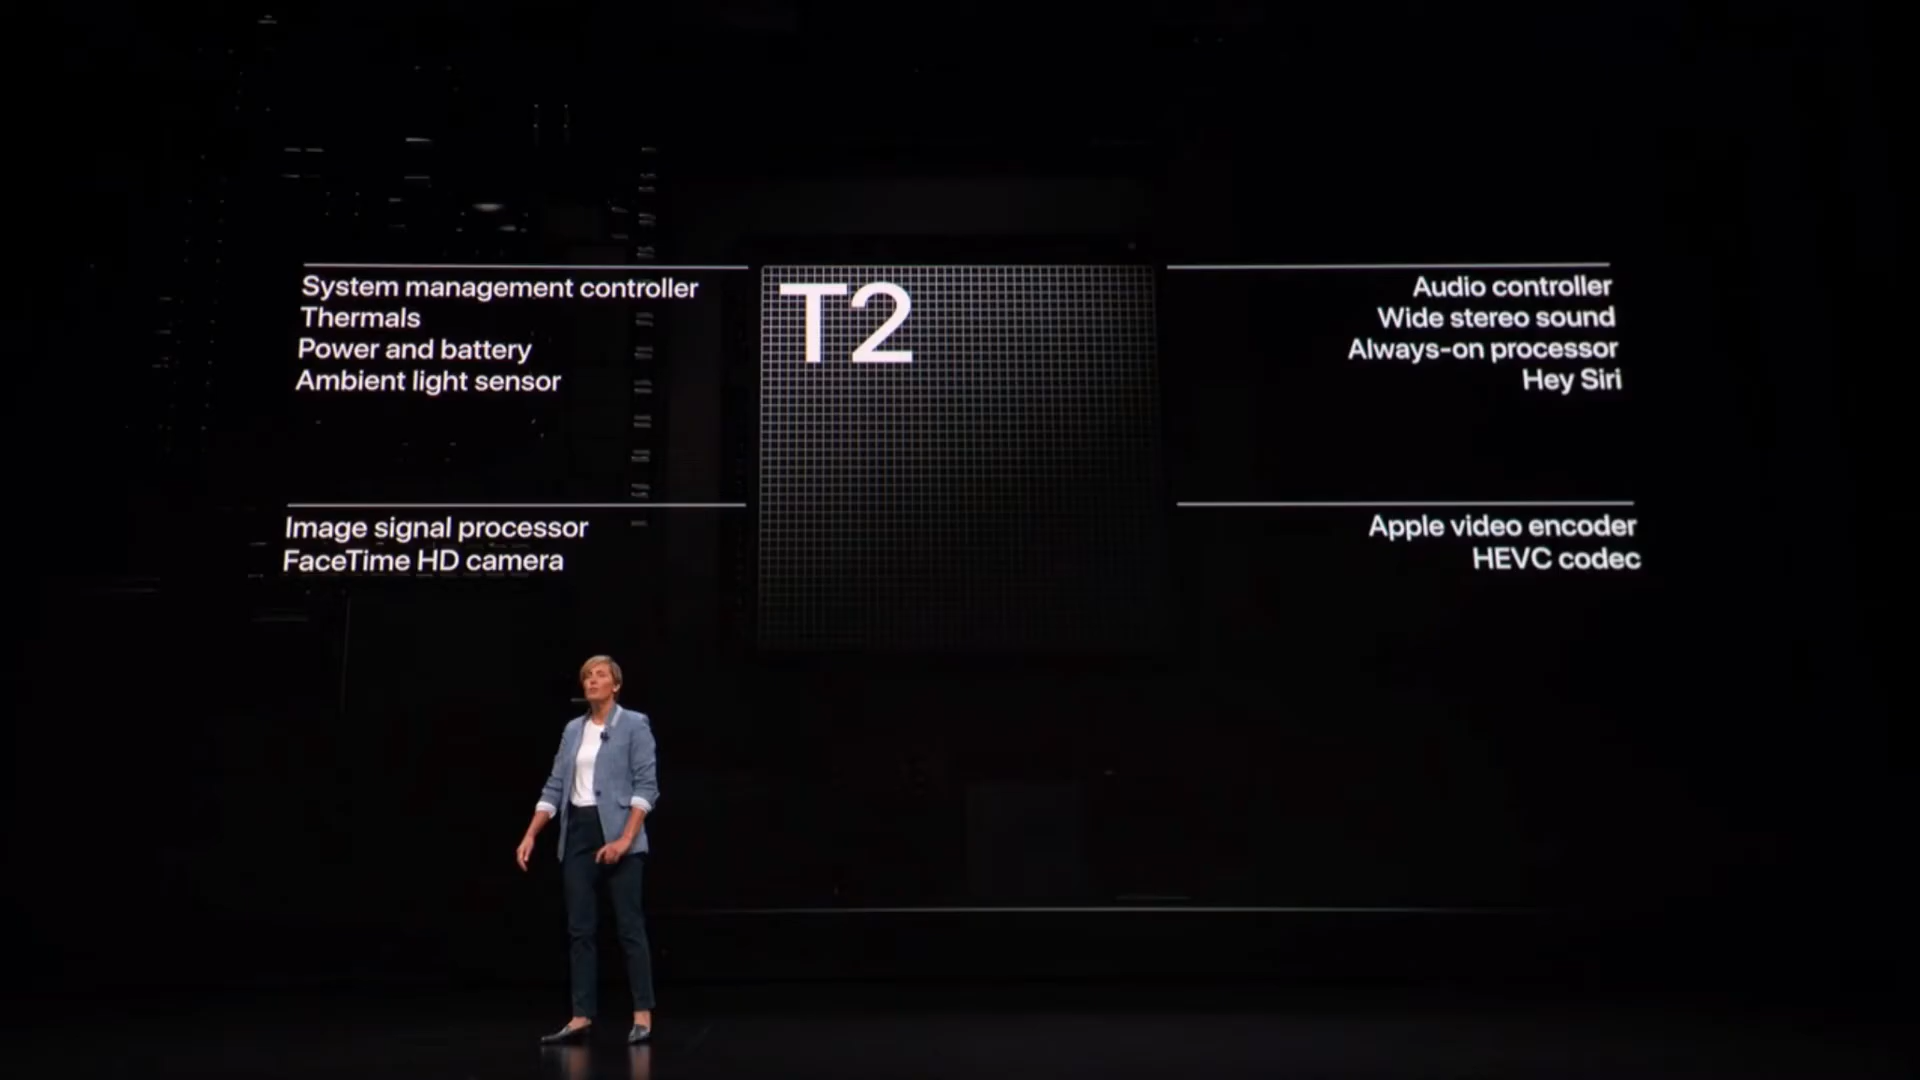 System management controller
Thermals
Power and battery
Ambient light sensor
Image signal processor
FaceTime HD camera
T2
Audio controller
Wide stereo sound
Always-on processor
Hey Siri
Apple video encoder
HEVC codec